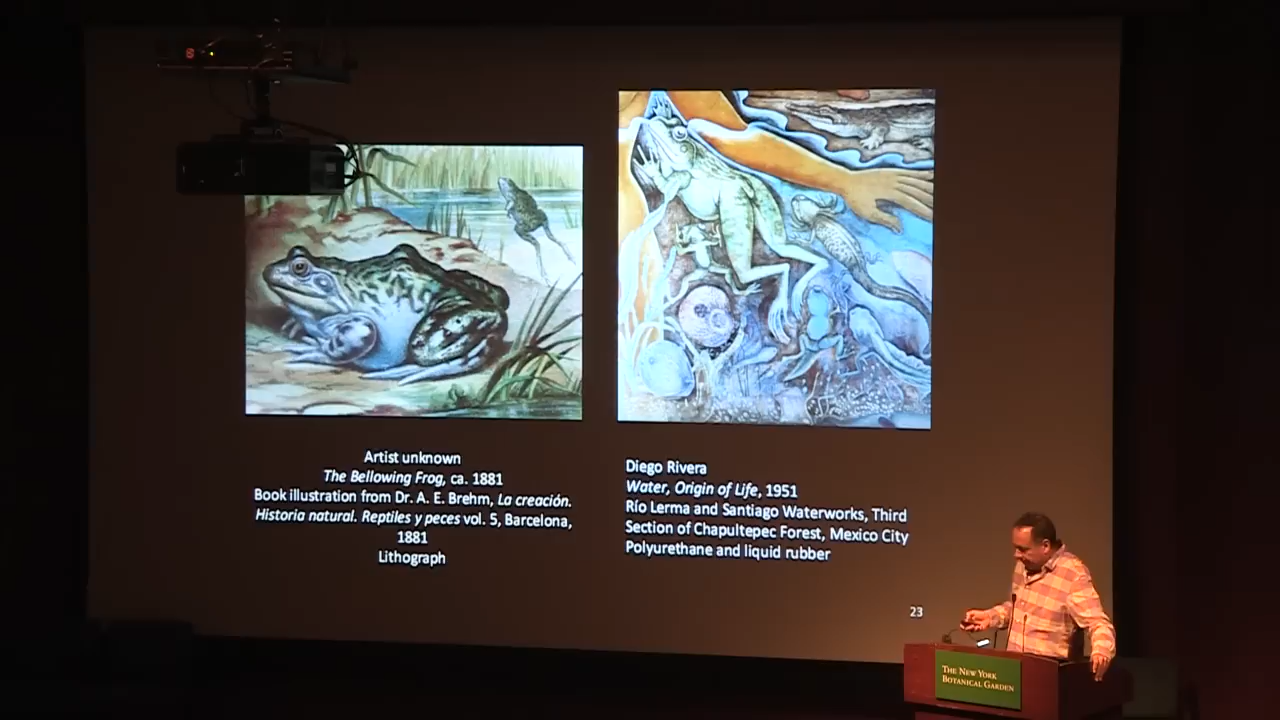 Artist unknown
The Bellowing Frog, ca. 1881
Book illustration from Dr. A. E. Brehm, La creación.
Historia natural. Reptiles y peces vol. 5, Barcelona,
1881
Lithograph
Diego Rivera
Water, Origin of Life, 1951
Río Lerma and Santiago Waterworks, Third
Section of Chapultepec Forest, Mexico City
Polyurethane and liquid rubber
23
THE NEW YORK
BOTANICAL GARDEN